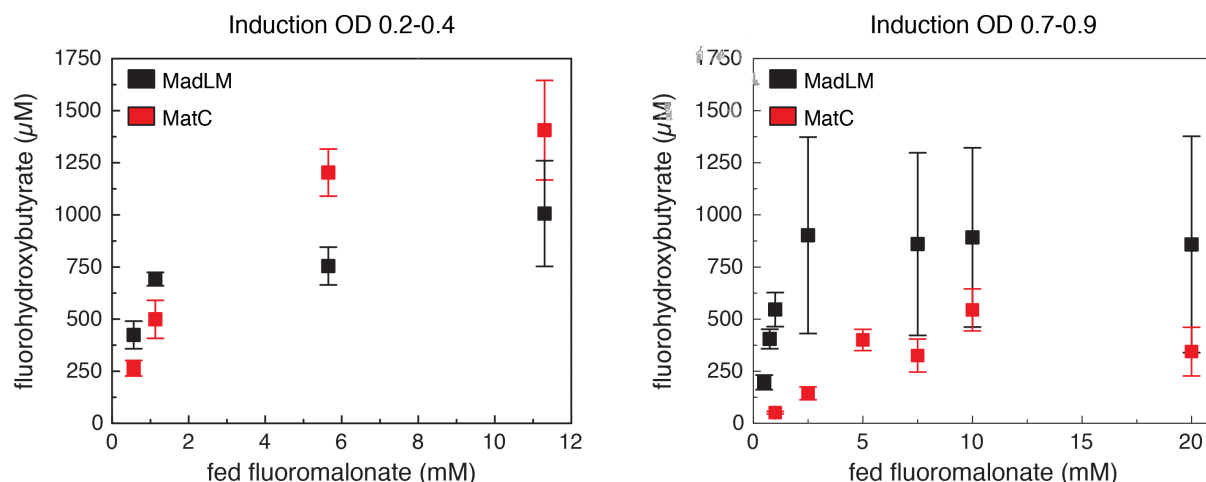 Induction OD 0.2-0.4
fluorohydroxybutyrate (µM)
1750
1500
1250
1000
750
500
250
0
MadLM
MatC
0 2 4 6 8 10 12
fed fluoromalonate (mM)
Induction OD 0.7-0.9
fluorohydroxybutyrate (µM)
1750
1500
1250
1000
750
500
250
0
MadLM
MatC
0 5 10 15 20
fed fluoromalonate (mM)